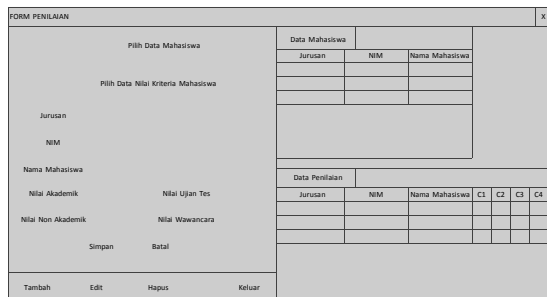 FORM PENILAIAN X
Pilih Data Mahasiswa
Pilih Data Nilai Kriteria Mahasiswa
Jurusan
NIM
Nama Mahasiswa
Nilai Akademik Nilai Ujian Tes
Nilai Non Akademik Nilai Wawancara
Simpan Batal
Tambah Edit Hapus Keluar
Data Mahasiswa
Jurusan NIM Nama Mahasiswa
Data Penilaian
Jurusan NIM Nama Mahasiswa C1 C2 C3 C4